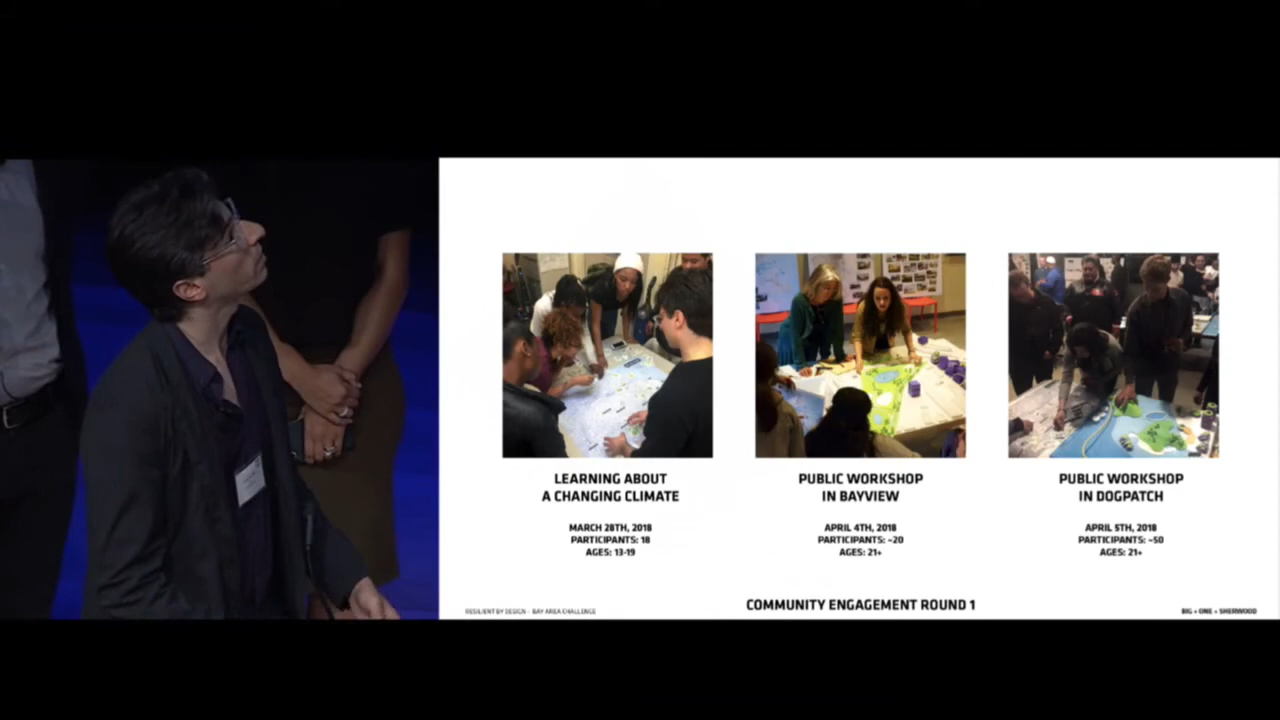 LEARNING ABOUT
A CHANGING CLIMATE
MARCH 28TH, 2018
PARTICIPANTS: 18
AGES: 13-19
PUBLIC WORKSHOP
IN BAYVIEW
APRIL 4TH, 2018
PARTICIPANTS: ~20
AGES: 21+
PUBLIC WORKSHOP
IN DOGPATCH
APRIL 5TH, 2018
PARTICIPANTS: ~50
AGES: 21+
RESILIENT BY DESIGN - BAY AREA CHALLENGE
COMMUNITY ENGAGEMENT ROUND 1
BIG + ONE + SHERWOOD